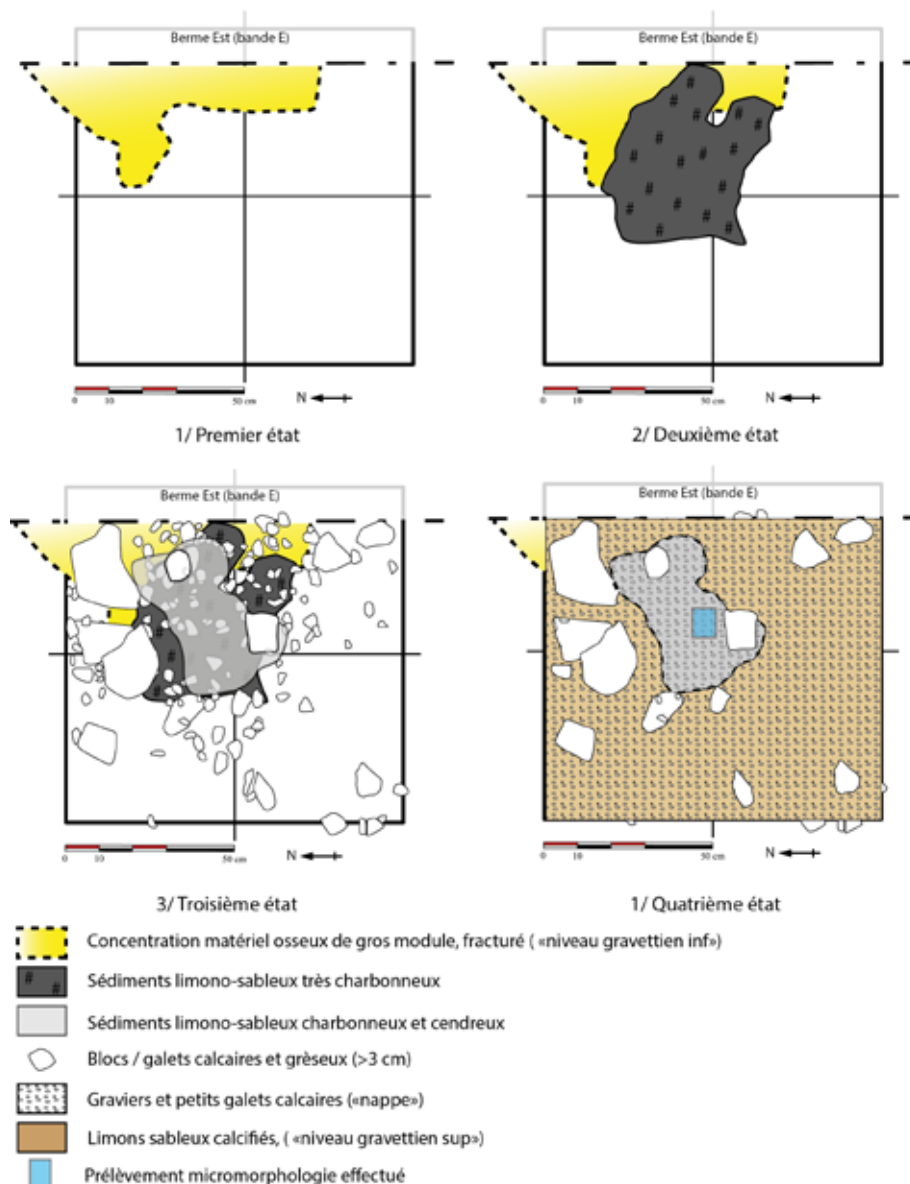 Berme Est (bande E)
0 10 50 cm
N
1/ Premier état
Berme Est (bande E)
0 10 50 cm
N
2/ Deuxième état
Berme Est (bande E)
0 10 50 cm
N
3/ Troisième état
Berme Est (bande E)
0 10 50 cm
N
1/ Quatrième état
Concentration matériel osseux de gros module, fracturé ( «niveau gravettien inf»)
Sédiments limono-sableux très charbonneux
Sédiments limono-sableux charbonneux et cendreux
Blocs / galets calcaires et grèseux (>3 cm)
Graviers et petits galets calcaires («nappe»)
Limons sableux calcifiés, ( «niveau gravettien sup»)
Prélèvement micromorphologie effectué